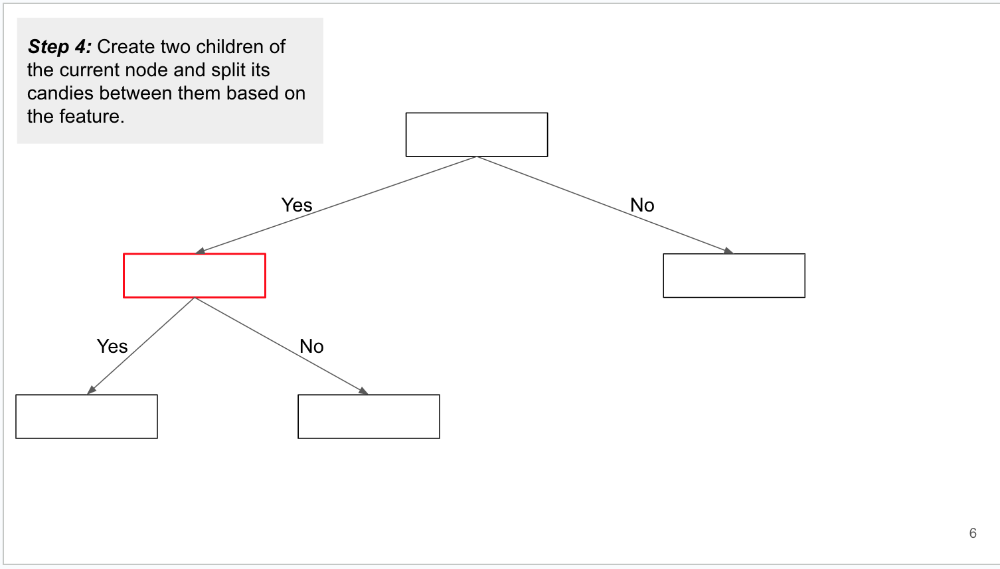 Step 4: Create two children of
the current node and split its
candies between them based on
the feature.
Yes
No
Yes
No
6